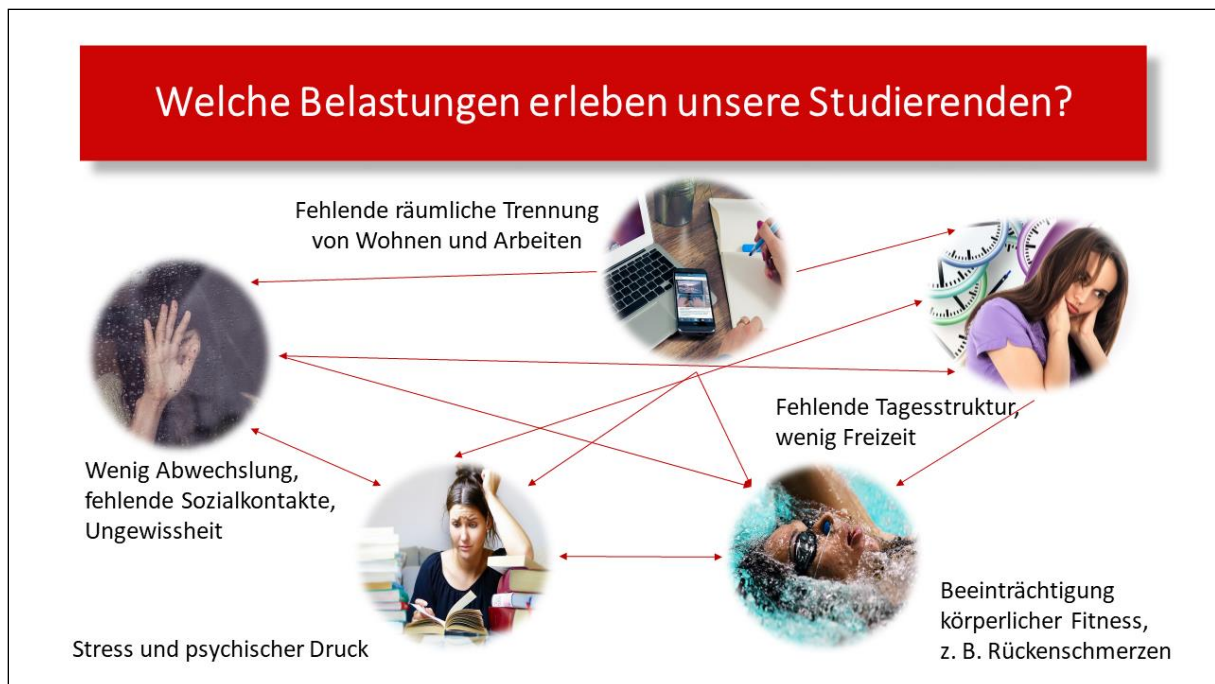 Welche Belastungen erleben unsere Studierenden?
Fehlende räumliche Trennung
von Wohnen und Arbeiten
Fehlende Tagesstruktur,
wenig Freizeit
Wenig Abwechslung,
fehlende Sozialkontakte,
Ungewissheit
Stress und psychischer Druck
Beeinträchtigung
körperlicher Fitness,
z. B. Rückenschmerzen